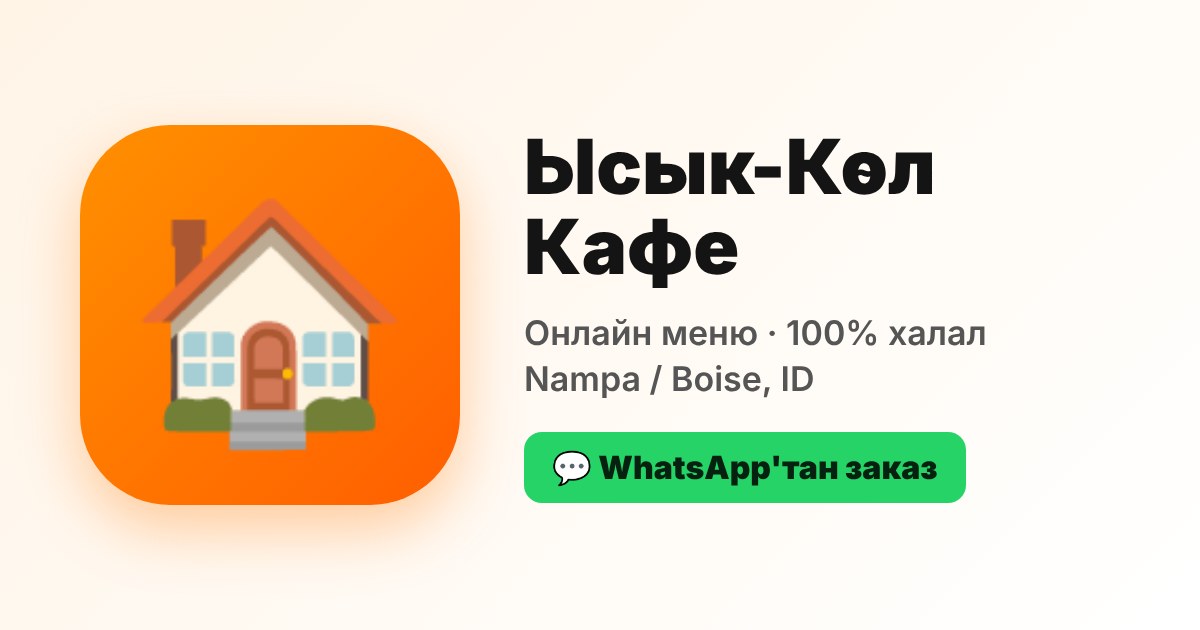 Ысык-Көл
Кафе
Онлайн меню · 100% халал
Nampa / Boise, ID
💬 WhatsApp'тан заказ